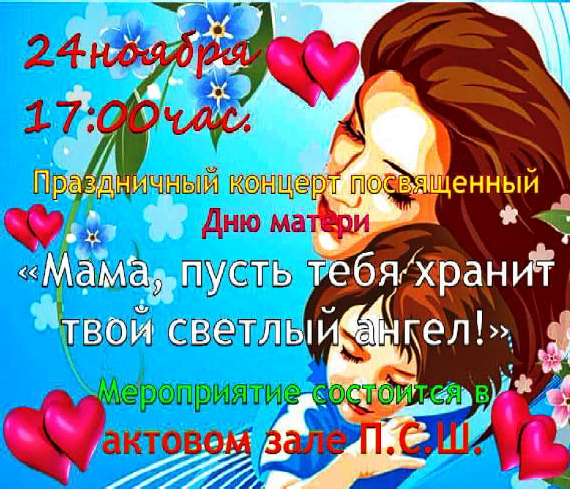 24ноября
17:00час.
Праздничный концерт посвященный
Дню матери
«Мама, пусть тебя хранит
твой светлый ангел!»
Мероприятие состоится в
актовом зале П.С.Ш.